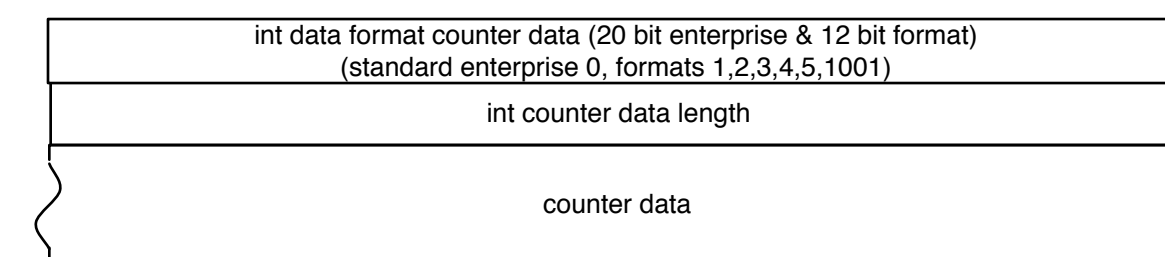 int data format counter data (20 bit enterprise & 12 bit format)
(standard enterprise 0, formats 1,2,3,4,5,1001)
int counter data length
counter data